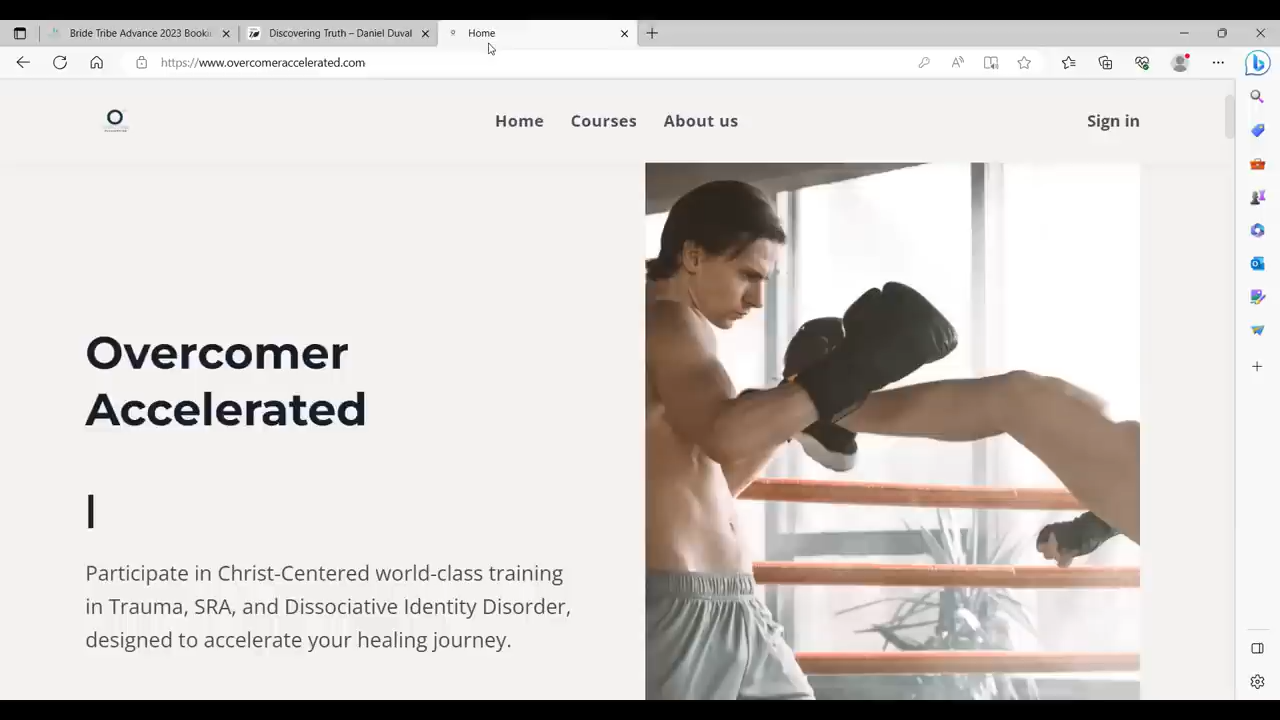 Bride Tribe Advance 2023 Booki
Discovering Truth – Daniel Duval
Home
https://www.overcomeraccelerated.com
Home
Courses
About us
Sign in
Overcomer
Accelerated
Participate in Christ-Centered world-class training
in Trauma, SRA, and Dissociative Identity Disorder,
designed to accelerate your healing journey.